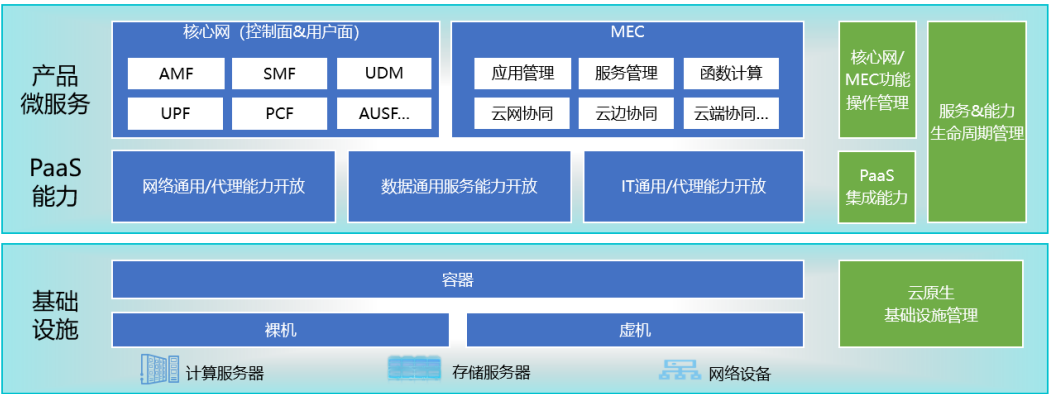 产品
微服务
核心网（控制面&用户面）
AMF
SMF
UDM
UPF
PCF
AUSF...
MEC
应用管理
服务管理
函数计算
云网协同
云边协同
云端协同...
核心网/
MEC功能
操作管理
服务&能力
生命周期管理
PaaS
能力
网络通用/代理能力开放
数据通用服务能力开放
IT通用/代理能力开放
PaaS
集成能力
基础
设施
容器
裸机
虚机
云原生
基础设施管理
计算服务器
存储服务器
网络设备